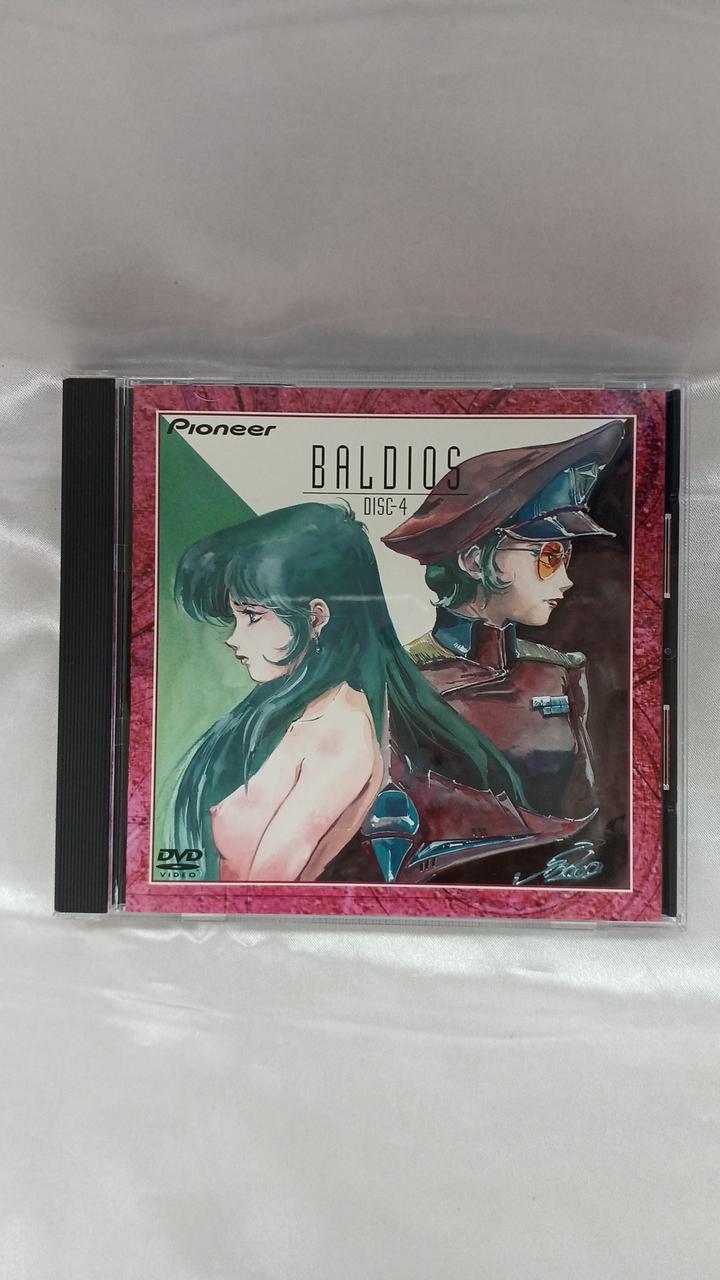 Pioneer
BALDIOS
DISC-4
DVD
VIDEO